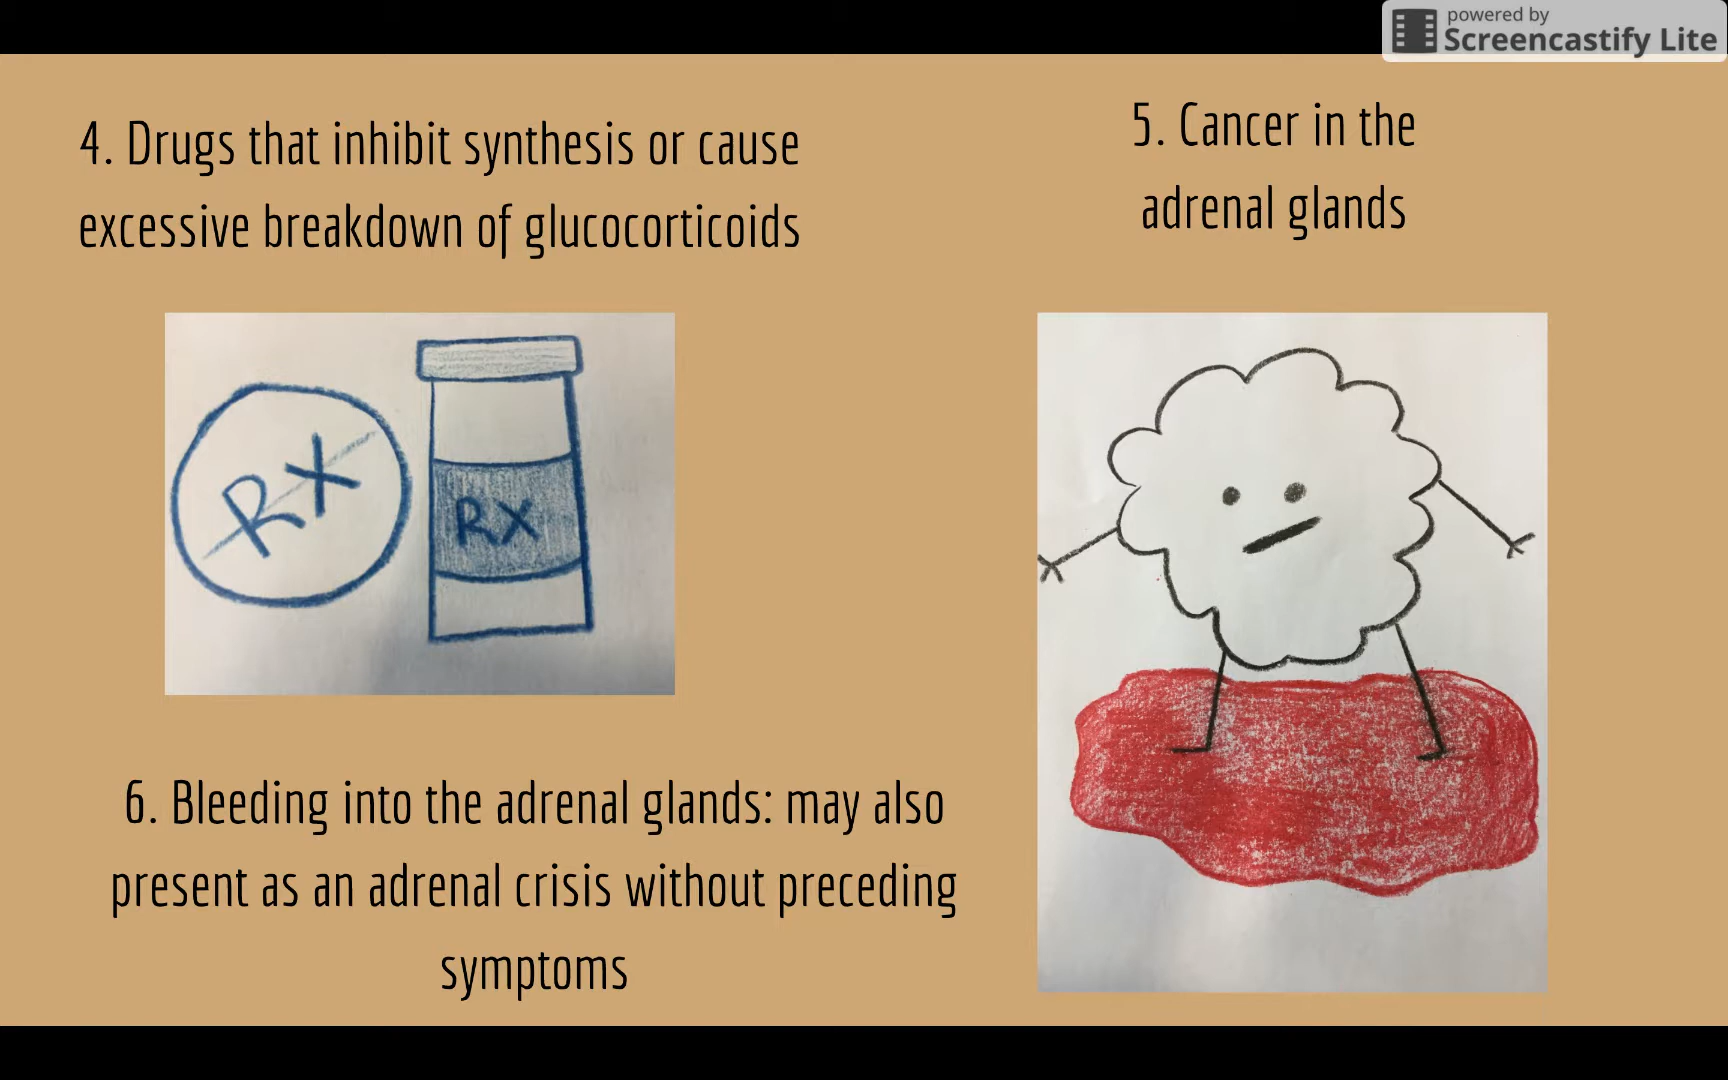 powered by
Screencastify Lite
4. Drugs that inhibit synthesis or cause
excessive breakdown of glucocorticoids
5. Cancer in the
adrenal glands
RX
RX
6. Bleeding into the adrenal glands: may also
present as an adrenal crisis without preceding
symptoms